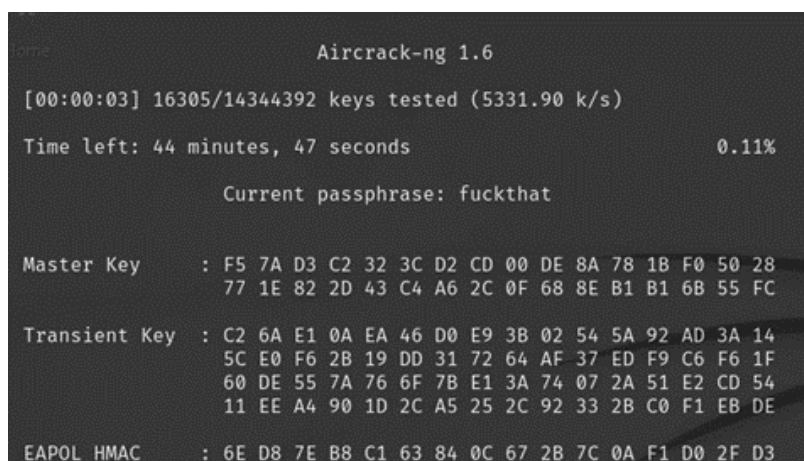 Aircrack-ng 1.6
[00:00:03] 16305/14344392 keys tested (5331.90 k/s)
Time left: 44 minutes, 47 seconds 0.11%
Current passphrase: fuckthat
Master Key : F5 7A D3 C2 32 3C D2 CD 00 DE 8A 78 1B F0 50 28
77 1E 82 2D 43 C4 A6 2C 0F 68 8E B1 B1 6B 55 FC
Transient Key : C2 6A E1 0A EA 46 D0 E9 3B 02 54 5A 92 AD 3A 14
5C E0 F6 2B 19 DD 31 72 64 AF 37 ED F9 C6 F6 1F
60 DE 55 7A 76 6F 7B E1 3A 74 07 2A 51 E2 CD 54
11 EE A4 90 1D 2C A5 25 2C 92 33 2B C0 F1 EB DE
EAPOL HMAC : 6E D8 7E B8 C1 63 84 0C 67 2B 7C 0A F1 D0 2F D3